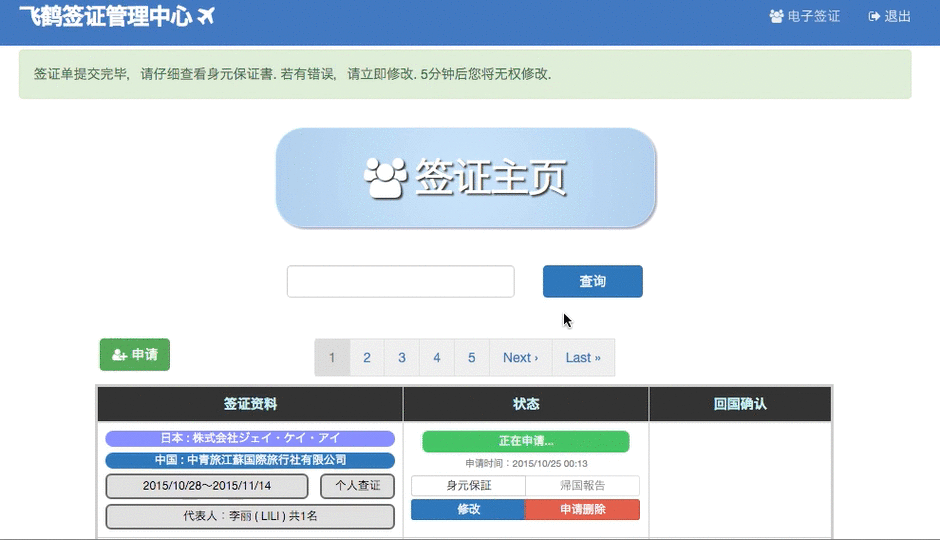 飞鹤签证管理中心
电子签证 退出
签证单提交完毕, 请仔细查看身元保证書. 若有错误, 请立即修改. 5分钟后您将无权修改.
签证主页
查询
申请
1 2 3 4 5 Next › Last »
签证资料 状态 回国确认
日本 : 株式会社ジェイ・ケイ・アイ
正在申请...
中国 : 中青旅江蘇国際旅行社有限公司
申请时间 : 2015/10/25 00:13
2015/10/28～2015/11/14 个人查证
身元保証 帰国報告
代表人 : 李丽 ( LILI ) 共1名
修改 申请删除